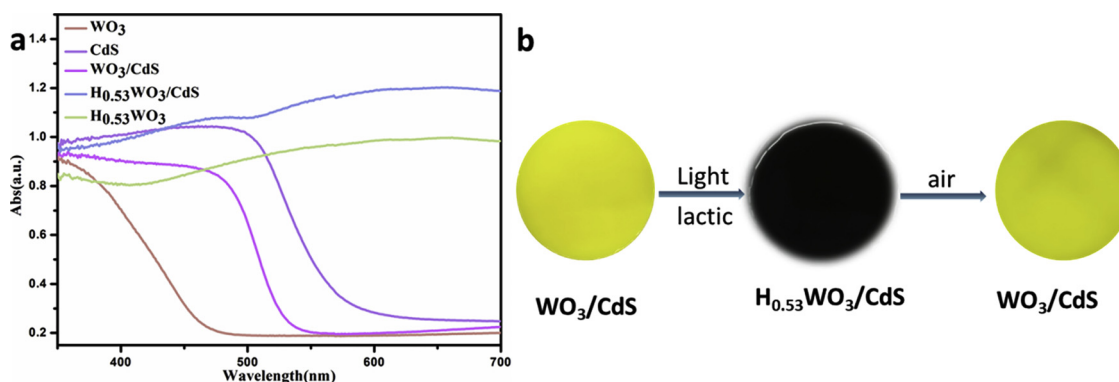 a
WO₃
CdS
WO₃/CdS
H₀.₅₃WO₃/CdS
H₀.₅₃WO₃
1.4
1.2
1.0
0.8
0.6
0.4
0.2
Abs(a.u.)
400
500
600
700
Wavelength(nm)
b
Light
lactic
air
WO₃/CdS
H₀.₅₃WO₃/CdS
WO₃/CdS